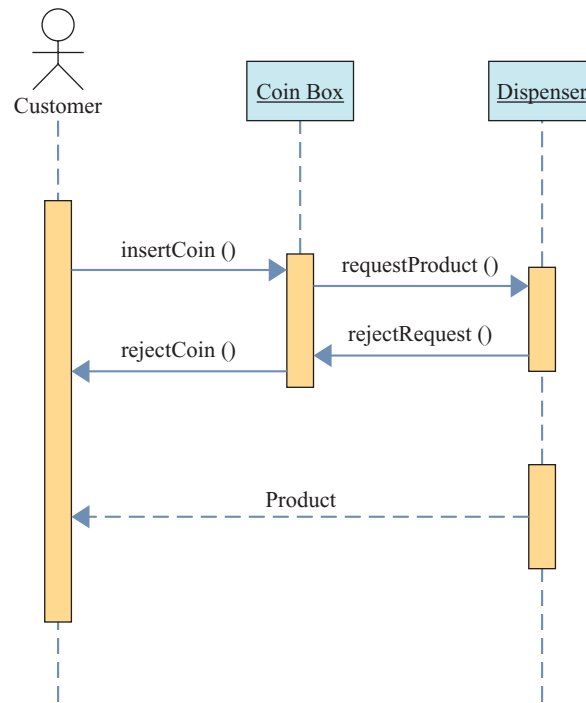 Customer
Coin Box
Dispenser
insertCoin ()
requestProduct ()
rejectRequest ()
rejectCoin ()
Product